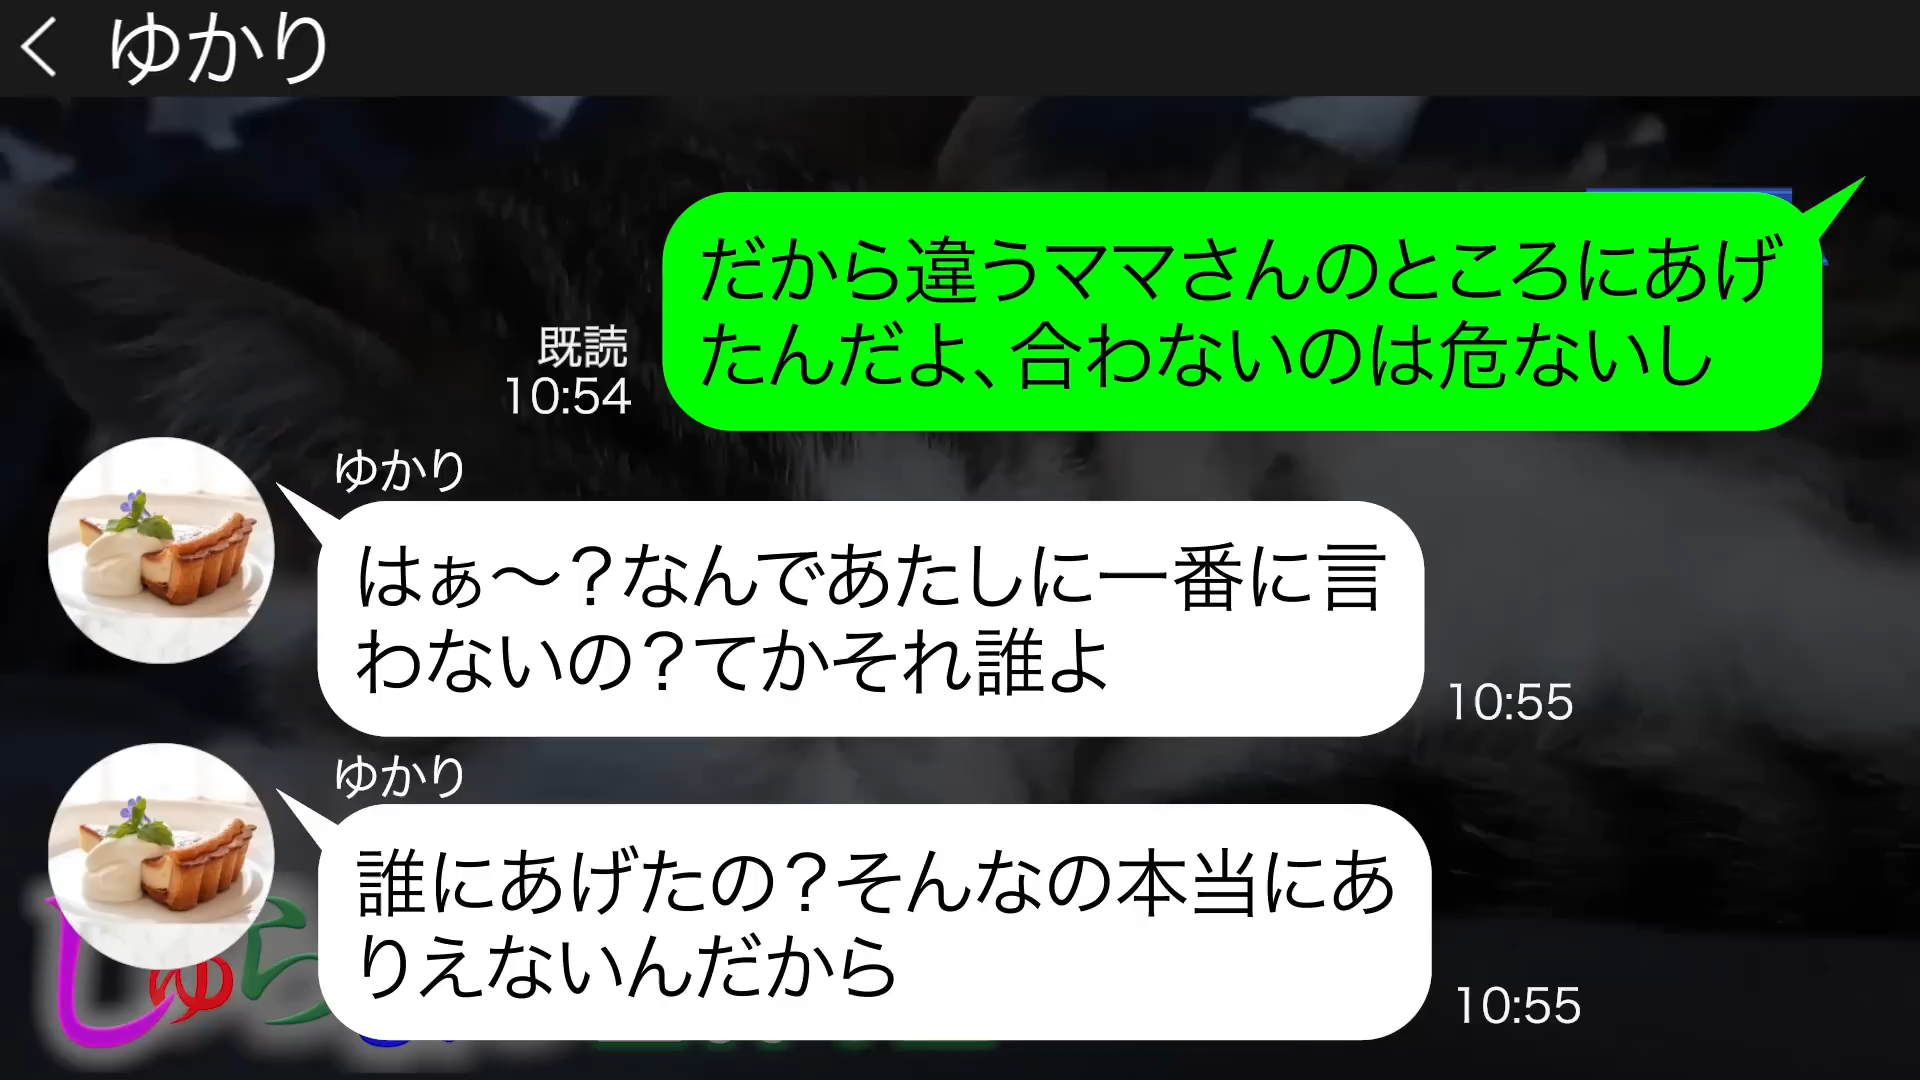 ゆかり
だから違うママさんのところにあげ
たんだよ、合わないのは危ないし
既読
10:54
ゆかり
はぁ〜？なんであたしに一番に言
わないの？てかそれ誰よ
10:55
ゆかり
誰にあげたの？そんなの本当にあ
りえないんだから
10:55
しゅら